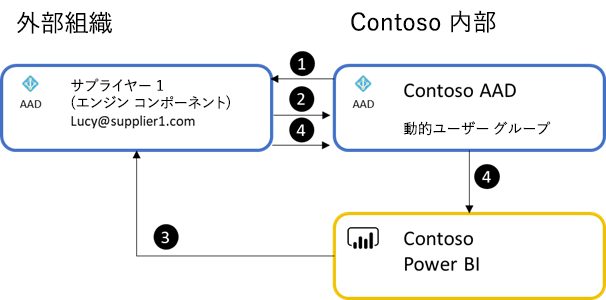 外部組織
Contoso 内部
AAD
サプライヤー 1
(エンジン コンポーネント)
Lucy@supplier1.com
1
2
4
AAD
Contoso AAD
動的ユーザー グループ
4
3
Contoso
Power BI